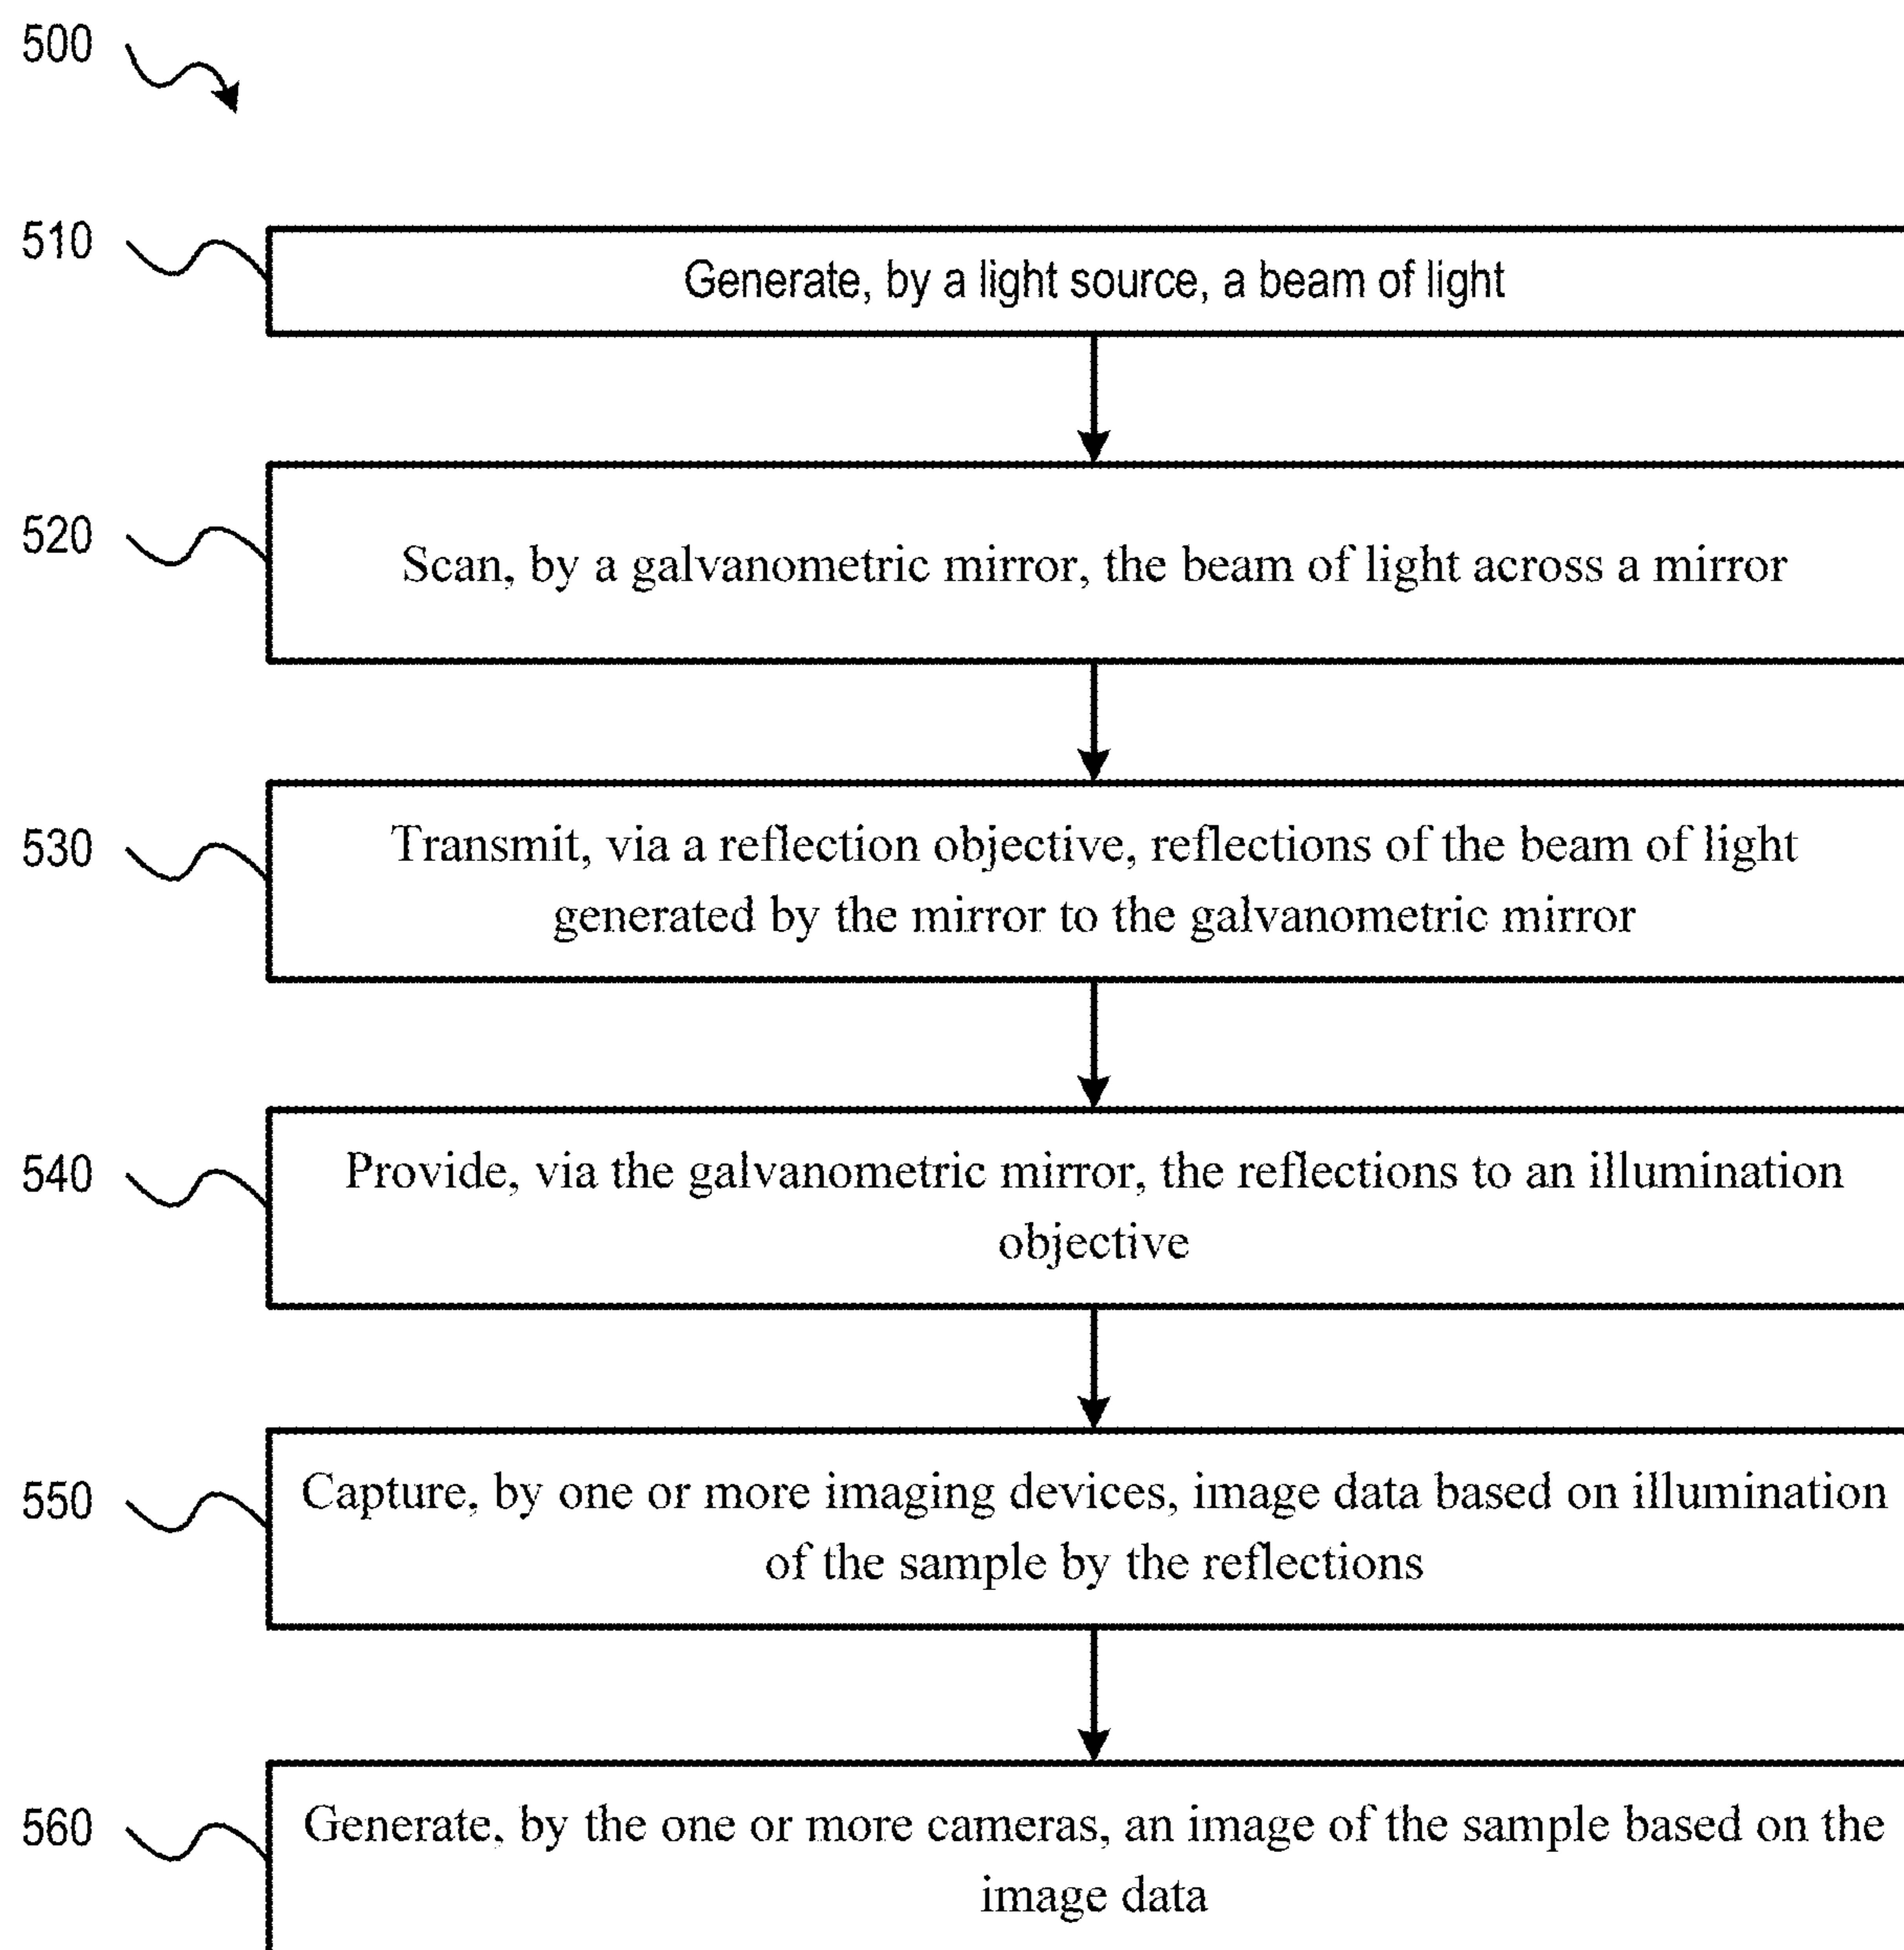 500
510
Generate, by a light source, a beam of light
520
Scan, by a galvanometric mirror, the beam of light across a mirror
530
Transmit, via a reflection objective, reflections of the beam of light
generated by the mirror to the galvanometric mirror
540
Provide, via the galvanometric mirror, the reflections to an illumination
objective
550
Capture, by one or more imaging devices, image data based on illumination
of the sample by the reflections
560
Generate, by the one or more cameras, an image of the sample based on the
image data